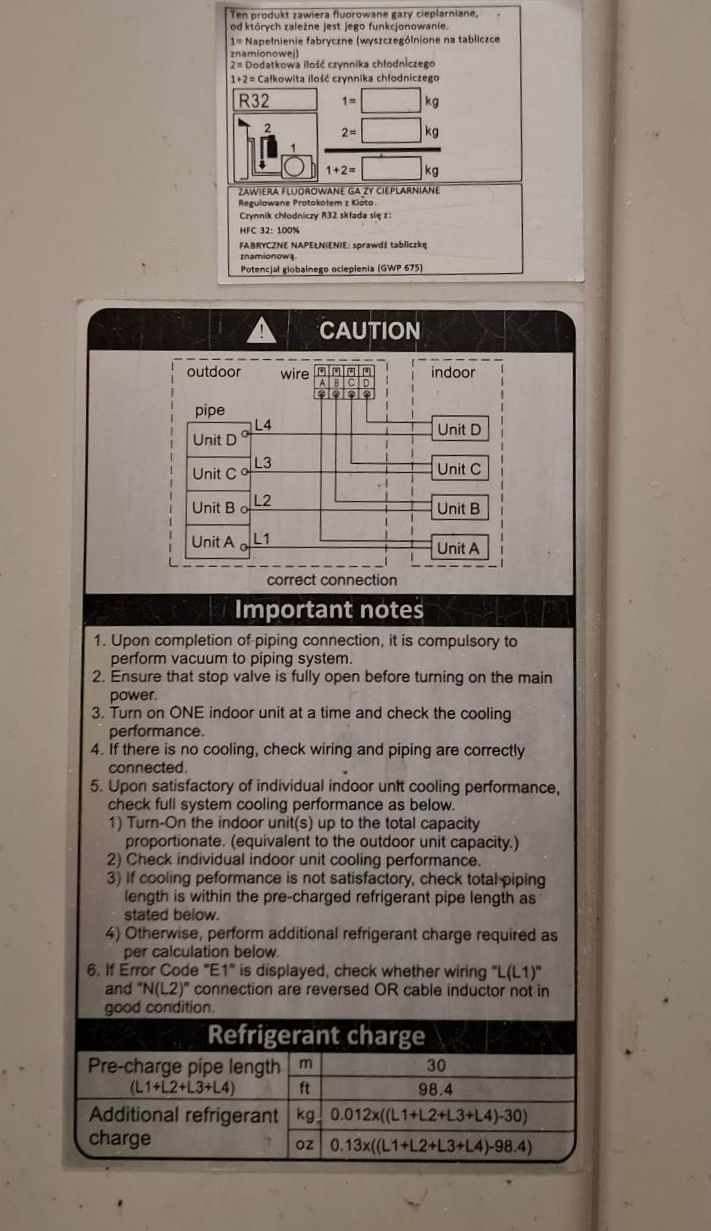 Ten produkt zawiera fluorowane gazy cieplarniane,
od których zależne jest jego funkcjonowanie.
1= Napełnienie fabryczne (wyszczególnione na tabliczce
znamionowej)
2= Dodatkowa ilość czynnika chłodniczego
1+2= Całkowita ilość czynnika chłodniczego
R32
1= kg
2
2= kg
1
1+2= kg
ZAWIERA FLUOROWANE GAZY CIEPLARNIANE
Regulowane Protokołem z Kioto.
Czynnik chłodniczy R32 składa się z:
HFC 32: 100%
FABRYCZNE NAPEŁNIENIE: sprawdź tabliczkę
znamionową.
Potencjał globalnego ocieplenia (GWP 675)
CAUTION
outdoor wire indoor
A B C D
pipe
Unit D L4 Unit D
Unit C L3 Unit C
Unit B L2 Unit B
Unit A L1 Unit A
correct connection
Important notes
1. Upon completion of piping connection, it is compulsory to
perform vacuum to piping system.
2. Ensure that stop valve is fully open before turning on the main
power.
3. Turn on ONE indoor unit at a time and check the cooling
performance.
4. If there is no cooling, check wiring and piping are correctly
connected.
5. Upon satisfactory of individual indoor unit cooling performance,
check full system cooling performance as below.
1) Turn-On the indoor unit(s) up to the total capacity
proportionate. (equivalent to the outdoor unit capacity.)
2) Check individual indoor unit cooling performance.
3) If cooling peformance is not satisfactory, check total piping
length is within the pre-charged refrigerant pipe length as
stated below.
4) Otherwise, perform additional refrigerant charge required as
per calculation below.
6. If Error Code "E1" is displayed, check whether wiring "L(L1)"
and "N(L2)" connection are reversed OR cable inductor not in
good condition.
Refrigerant charge
Pre-charge pipe length m 30
(L1+L2+L3+L4) ft 98.4
Additional refrigerant kg 0.012x((L1+L2+L3+L4)-30)
charge oz 0.13x((L1+L2+L3+L4)-98.4)